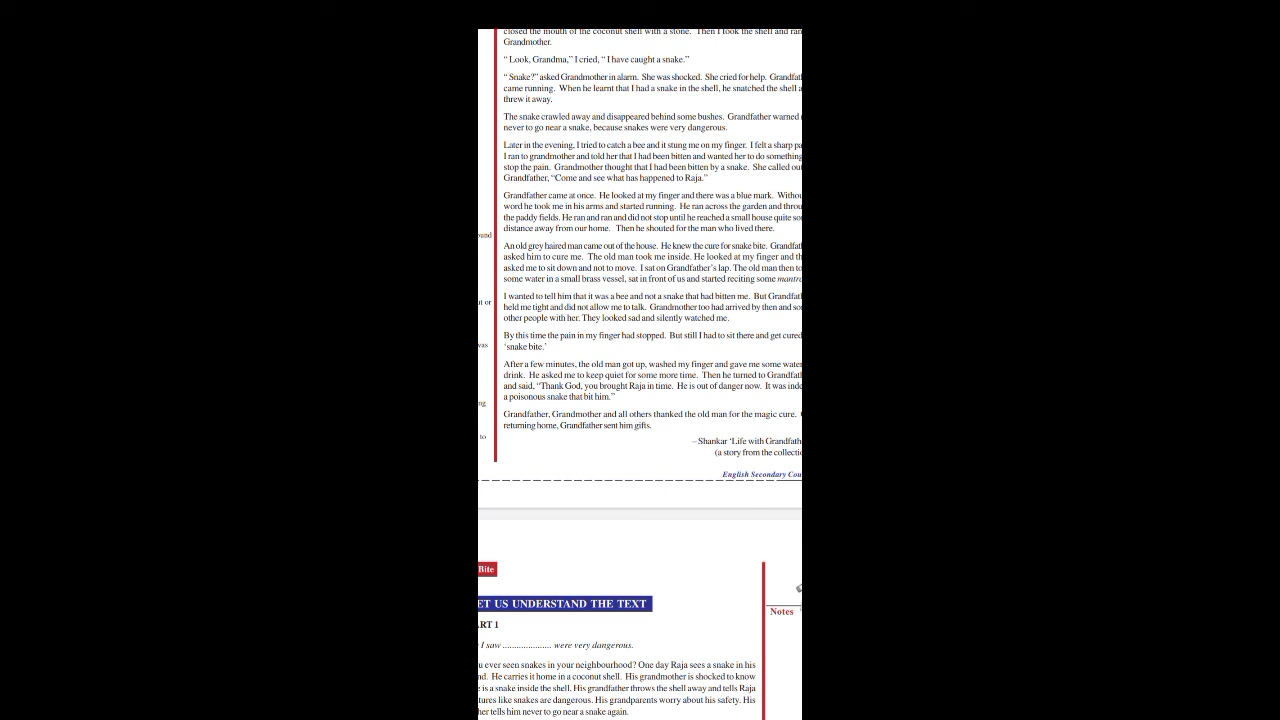 closed the mouth of the coconut shell with a stone. Then I took the shell and ran
Grandmother.
“ Look, Grandma,” I cried, “ I have caught a snake.”
“ Snake?” asked Grandmother in alarm. She was shocked. She cried for help. Grandfat
came running. When he learnt that I had a snake in the shell, he snatched the shell a
threw it away.
The snake crawled away and disappeared behind some bushes. Grandfather warned
never to go near a snake, because snakes were very dangerous.
Later in the evening, I tried to catch a bee and it stung me on my finger. I felt a sharp pa
I ran to grandmother and told her that I had been bitten and wanted her to do something
stop the pain. Grandmother thought that I had been bitten by a snake. She called out
Grandfather, “Come and see what has happened to Raja.”
Grandfather came at once. He looked at my finger and there was a blue mark. Withou
word he took me in his arms and started running. He ran across the garden and throu
the paddy fields. He ran and ran and did not stop until he reached a small house quite so
distance away from our home. Then he shouted for the man who lived there.
ound
An old grey haired man came out of the house. He knew the cure for snake bite. Grandfat
asked him to cure me. The old man took me inside. He looked at my finger and th
asked me to sit down and not to move. I sat on Grandfather’s lap. The old man then to
some water in a small brass vessel, sat in front of us and started reciting some mantra
I wanted to tell him that it was a bee and not a snake that had bitten me. But Grandfat
ut or
held me tight and did not allow me to talk. Grandmother too had arrived by then and so
other people with her. They looked sad and silently watched me.
By this time the pain in my finger had stopped. But still I had to sit there and get cured
was
‘snake bite.’
After a few minutes, the old man got up, washed my finger and gave me some water
drink. He asked me to keep quiet for some more time. Then he turned to Grandfat
and said, “Thank God, you brought Raja in time. He is out of danger now. It was inde
a poisonous snake that bit him.”
ng
Grandfather, Grandmother and all others thanked the old man for the magic cure.
returning home, Grandfather sent him gifts.
to
– Shankar ‘Life with Grandfathe
(a story from the collectio
English Secondary Cou
Bite
ET US UNDERSTAND THE TEXT
Notes
ART 1
I saw ..................... were very dangerous.
u ever seen snakes in your neighbourhood? One day Raja sees a snake in his
nd. He carries it home in a coconut shell. His grandmother is shocked to know
e is a snake inside the shell. His grandfather throws the shell away and tells Raja
tures like snakes are dangerous. His grandparents worry about his safety. His
her tells him never to go near a snake again.